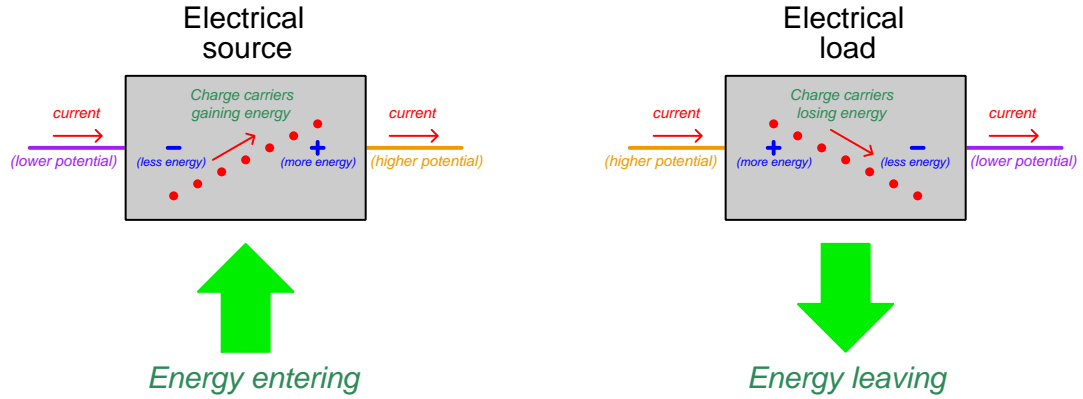 Electrical
source
Charge carriers
gaining energy
current
current
(lower potential)
−
(less energy)
+
(more energy)
(higher potential)
Energy entering
Electrical
load
Charge carriers
losing energy
current
current
(higher potential)
+
(more energy)
−
(less energy)
(lower potential)
Energy leaving